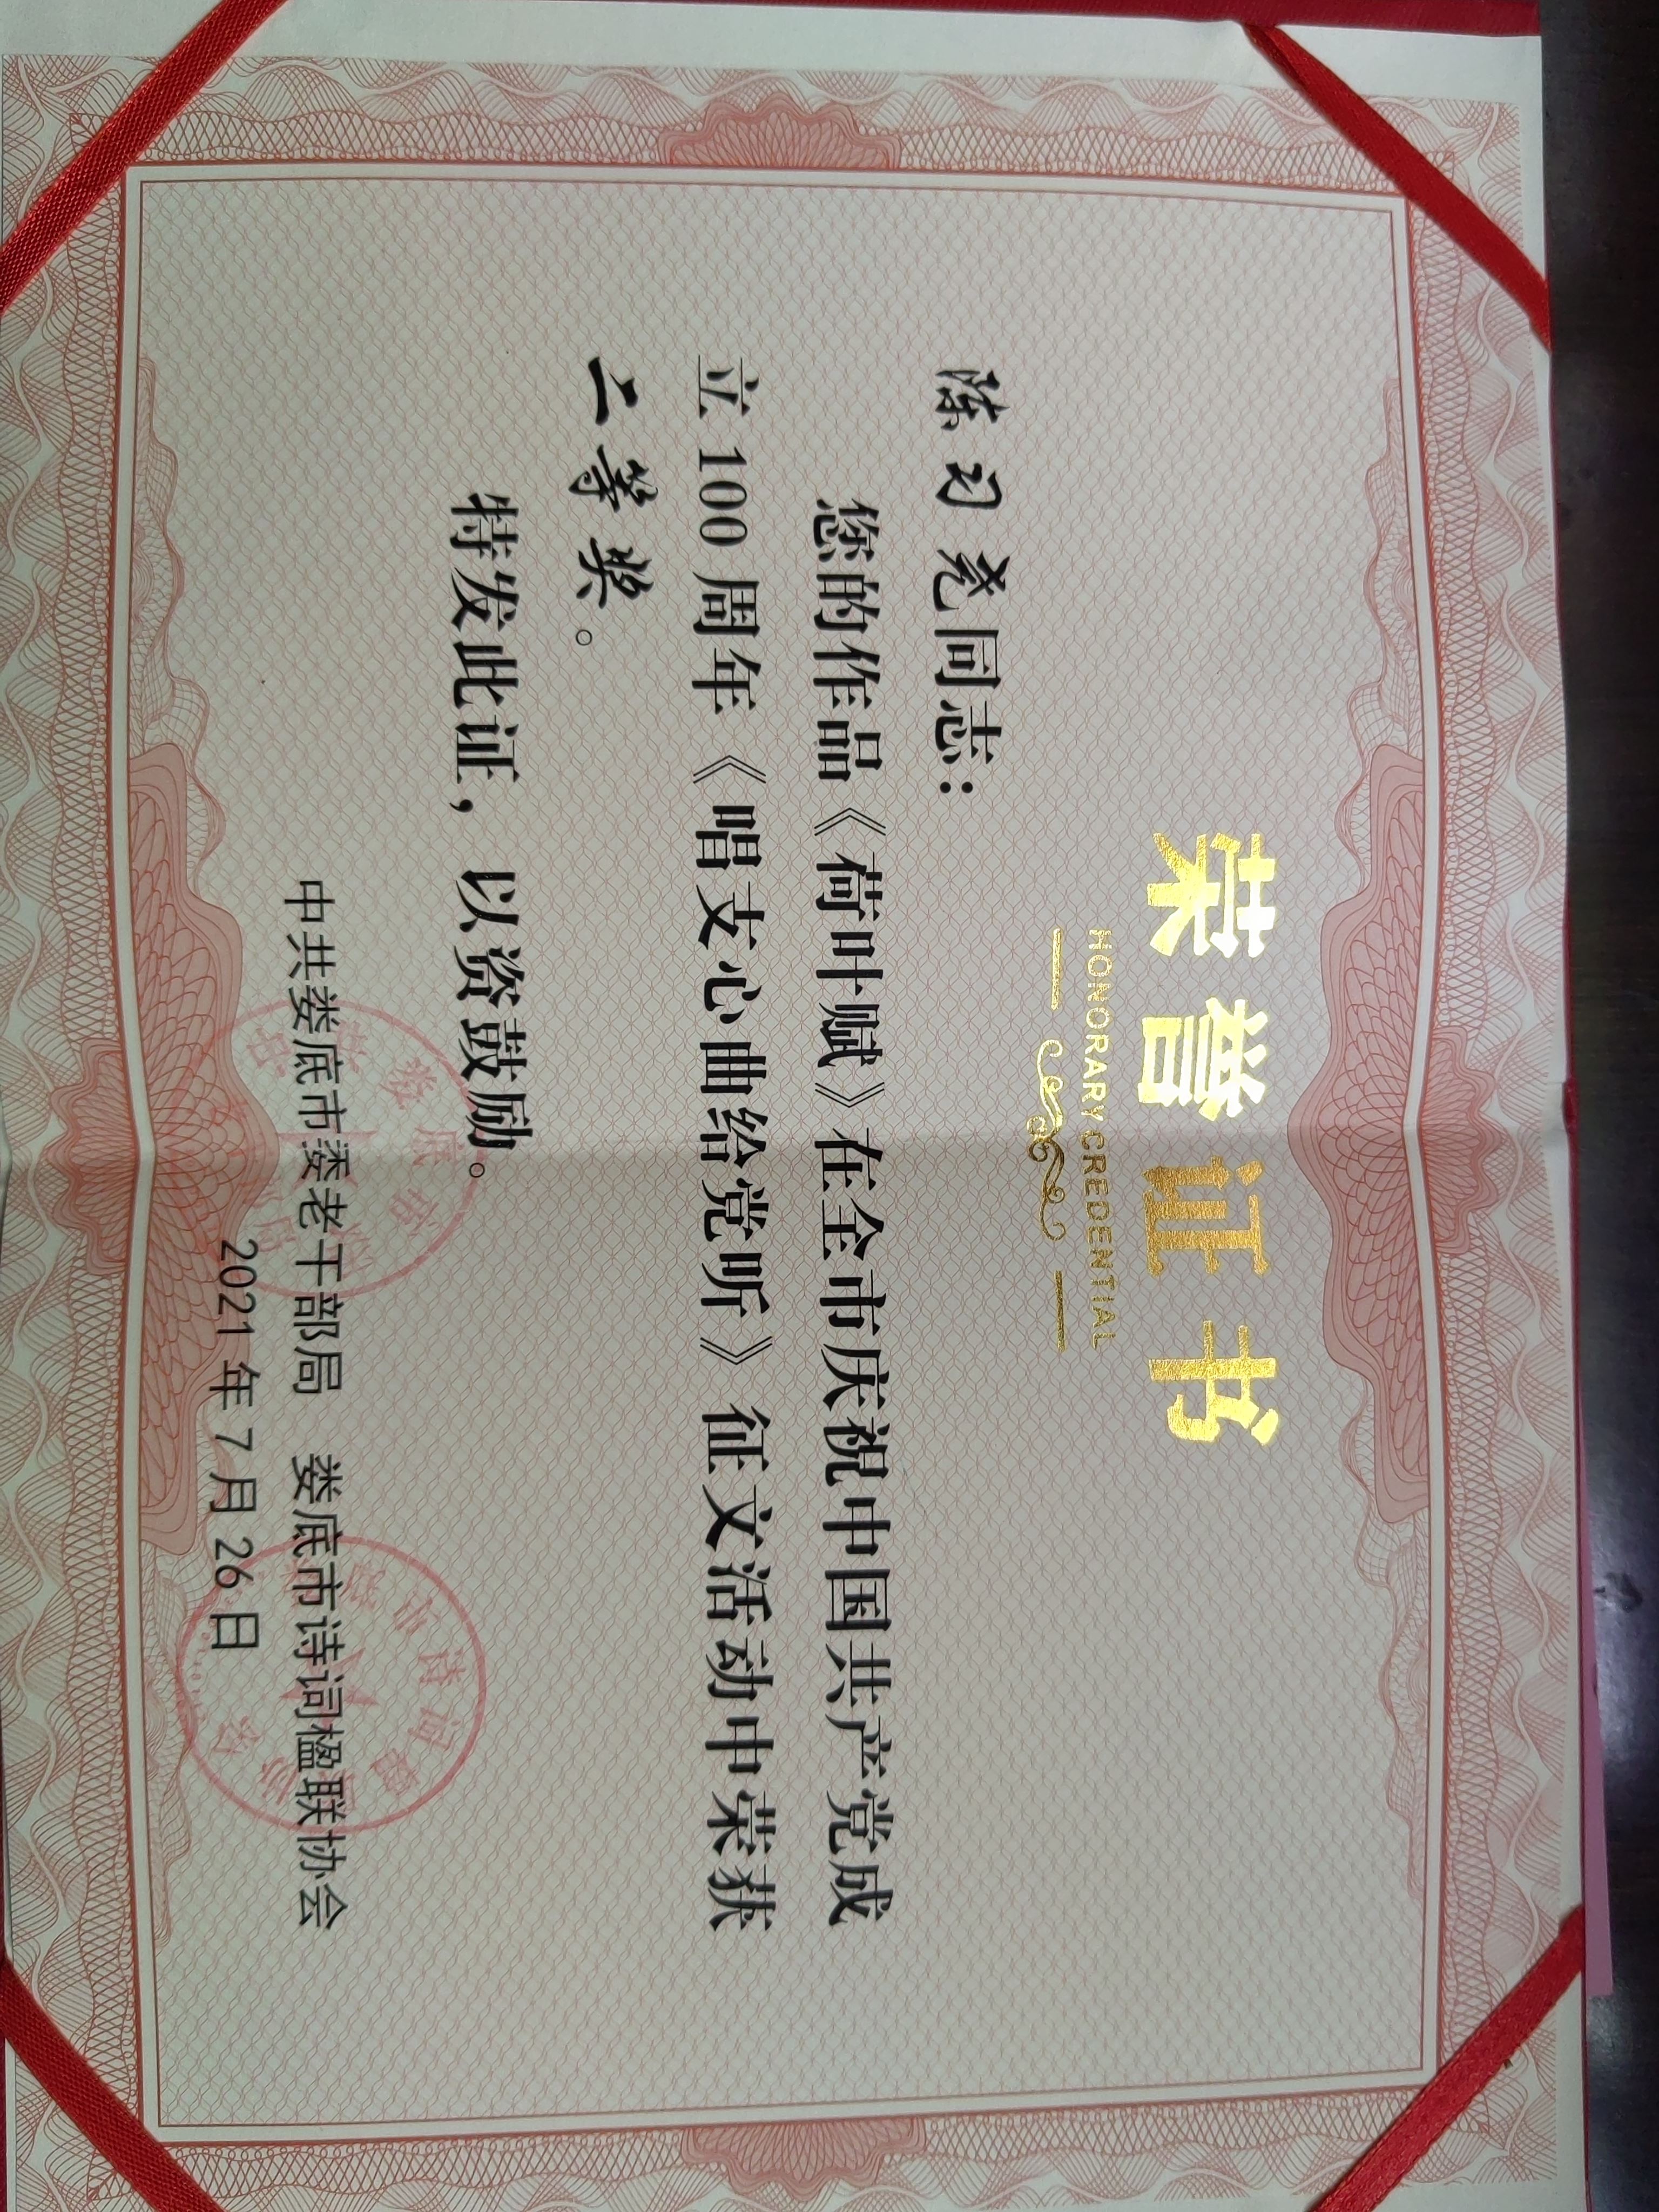 荣誉证书
HONORARY CREDENTIAL
陈习尧同志：
您的作品《荷叶赋》在全市庆祝中国共产党成
立100周年《唱支心曲给党听》征文活动中荣获
二等奖。
特发此证，以资鼓励。
中共娄底市委老干部局 娄底市诗词楹联协会
2021年7月26日